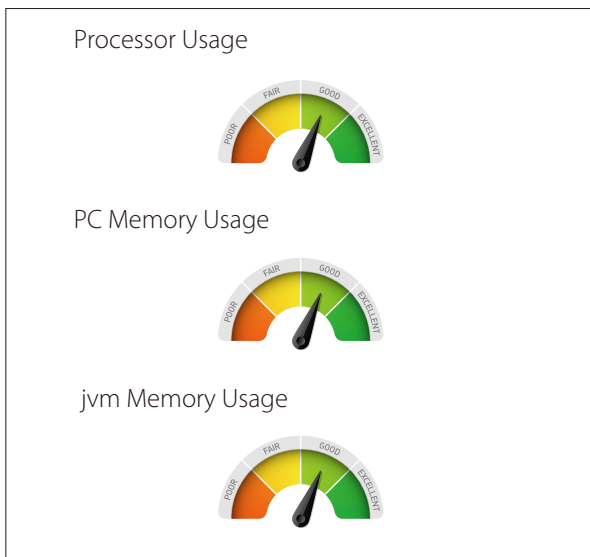 Processor Usage
POOR
FAIR
GOOD
EXCELLENT
PC Memory Usage
POOR
FAIR
GOOD
EXCELLENT
jvm Memory Usage
POOR
FAIR
GOOD
EXCELLENT